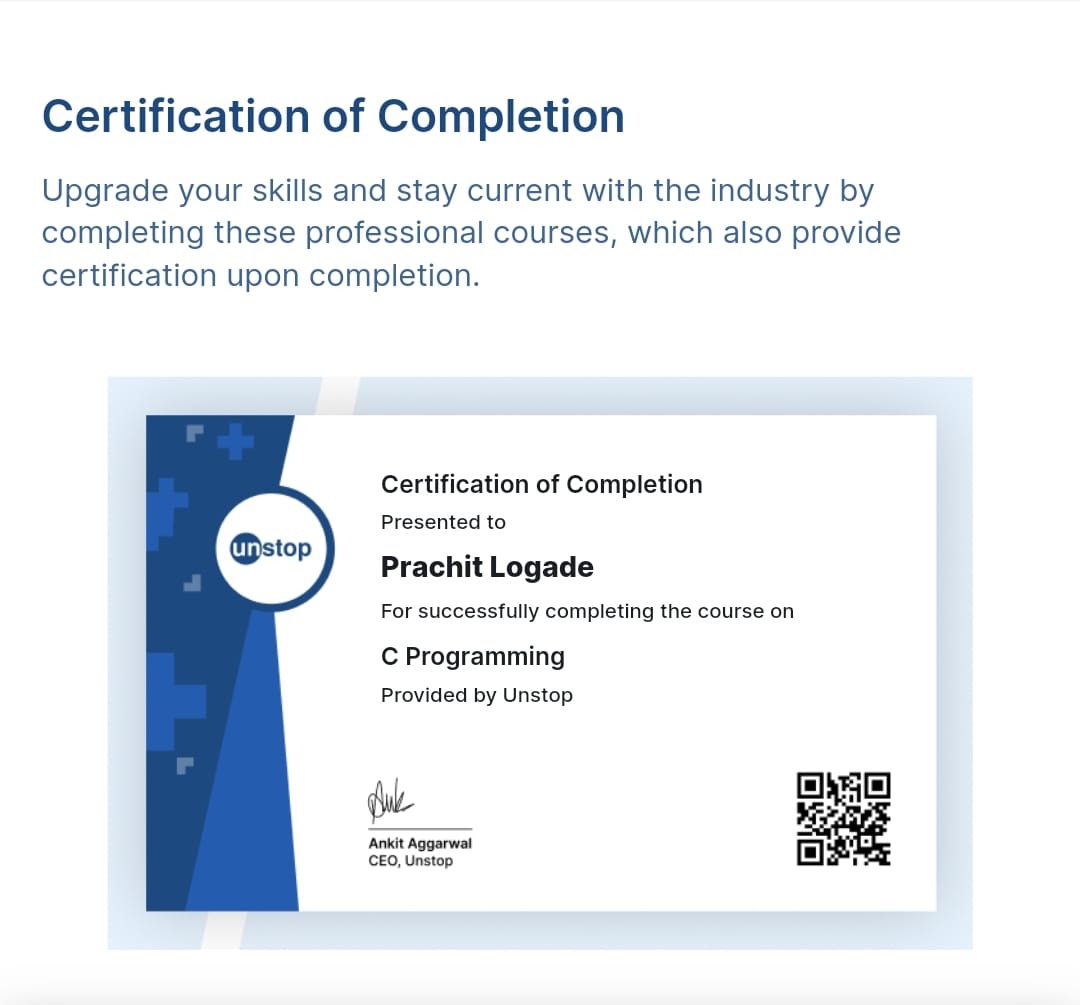 Certification of Completion
Upgrade your skills and stay current with the industry by
completing these professional courses, which also provide
certification upon completion.
unstop
Certification of Completion
Presented to
Prachit Logade
For successfully completing the course on
C Programming
Provided by Unstop
Ankit Aggarwal
CEO, Unstop